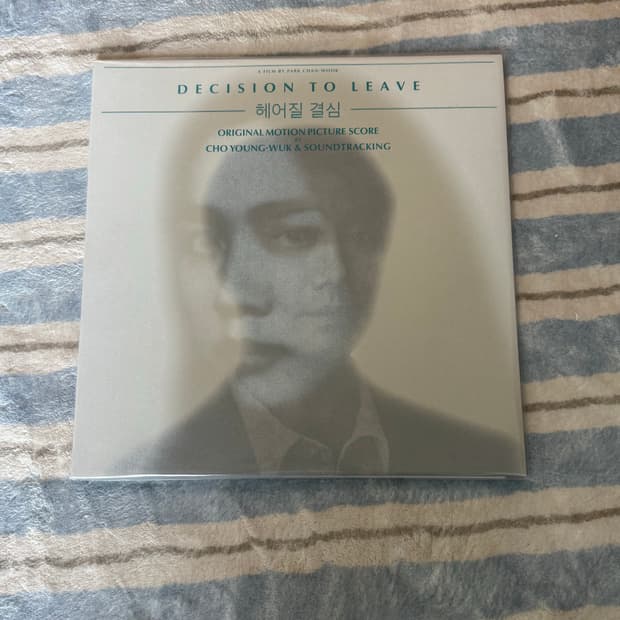 A FILM BY PARK CHAN-WOOK
DECISION TO LEAVE
헤어질 결심
ORIGINAL MOTION PICTURE SCORE
BY
CHO YOUNG-WUK & SOUNDTRACKING